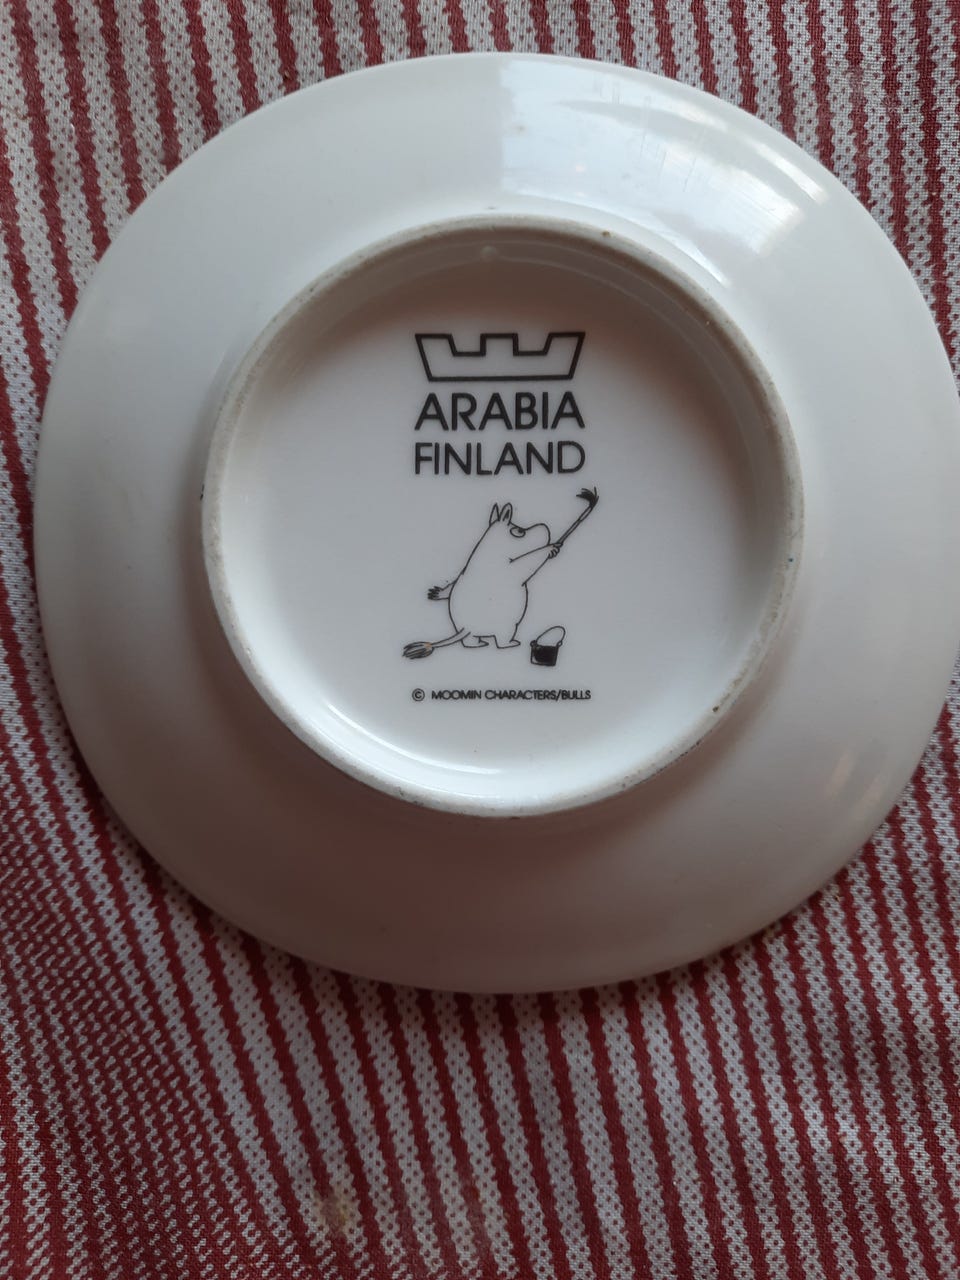 ARABIA
FINLAND
© MOOMIN CHARACTERS/BULLS